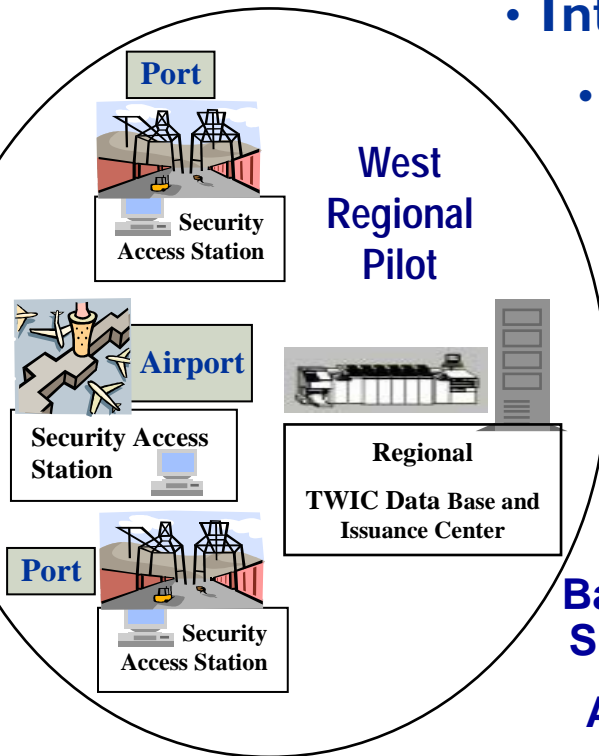 • Int
•
Port
West
Regional
Pilot
Security
Access Station
Airport
Security Access
Station
Regional
TWIC Data Base and
Issuance Center
Port
Security
Access Station
Ba
S
A